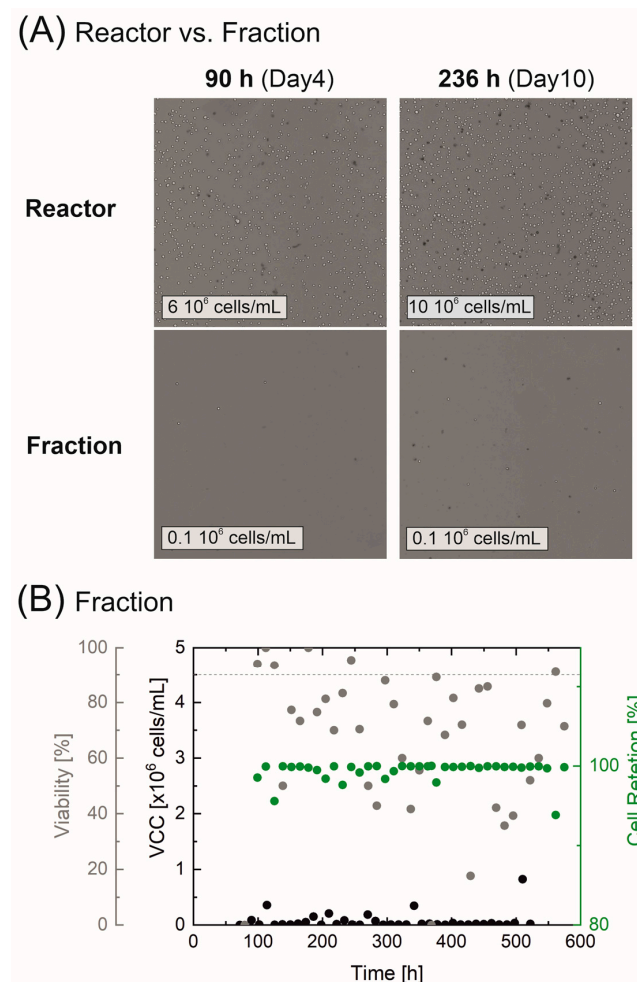 (A) Reactor vs. Fraction
90 h (Day4) 236 h (Day10)
Reactor
6 10⁶ cells/mL 10 10⁶ cells/mL
Fraction
0.1 10⁶ cells/mL 0.1 10⁶ cells/mL
(B) Fraction
Viability [%]
100
80
60
40
20
0
VCC [x10⁶ cells/mL]
5
4
3
2
1
0
100
80
Cell Retetion [%]
0 100 200 300 400 500 600
Time [h]